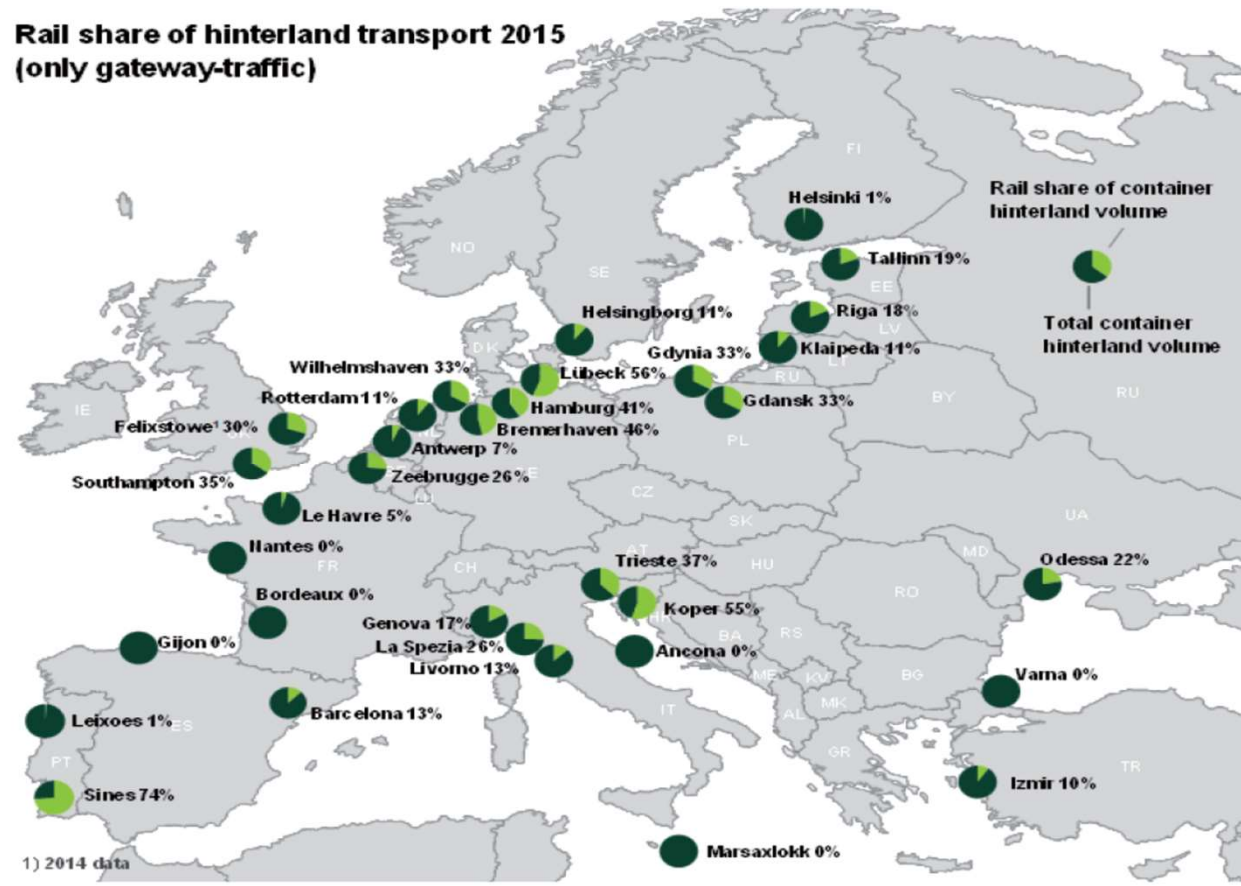 Rail share of hinterland transport 2015
(only gateway-traffic)
FI
Helsinki 1%
Rail share of container
hinterland volume
NO
SE
Tallinn 19%
EE
Helsingborg 11%
Riga 18%
LV
Total container
hinterland volume
DK
Gdynia 33%
Klaipeda 11%
LT
Wilhelmshaven 33%
Lübeck 56%
RU
RU
Rotterdam 11%
Hamburg 41%
Gdansk 33%
BY
IE
Felixstowe¹ 30%
NL
Bremerhaven 46%
PL
Antwerp 7%
Southampton 35%
Zeebrugge 26%
DE
LU
CZ
Le Havre 5%
SK
UA
Nantes 0%
FR
CH
AT
Trieste 37%
HU
MD
Odessa 22%
Bordeaux 0%
Koper 55%
HR
RO
Genova 17%
Gijon 0%
La Spezia 26%
Ancona 0%
BA
RS
Livorno 13%
ME
KV
BG
Varna 0%
Leixoes 1%
ES
Barcelona 13%
IT
AL
MK
PT
GR
TR
Sines 74%
Izmir 10%
Marsaxlokk 0%
1) 2014 data